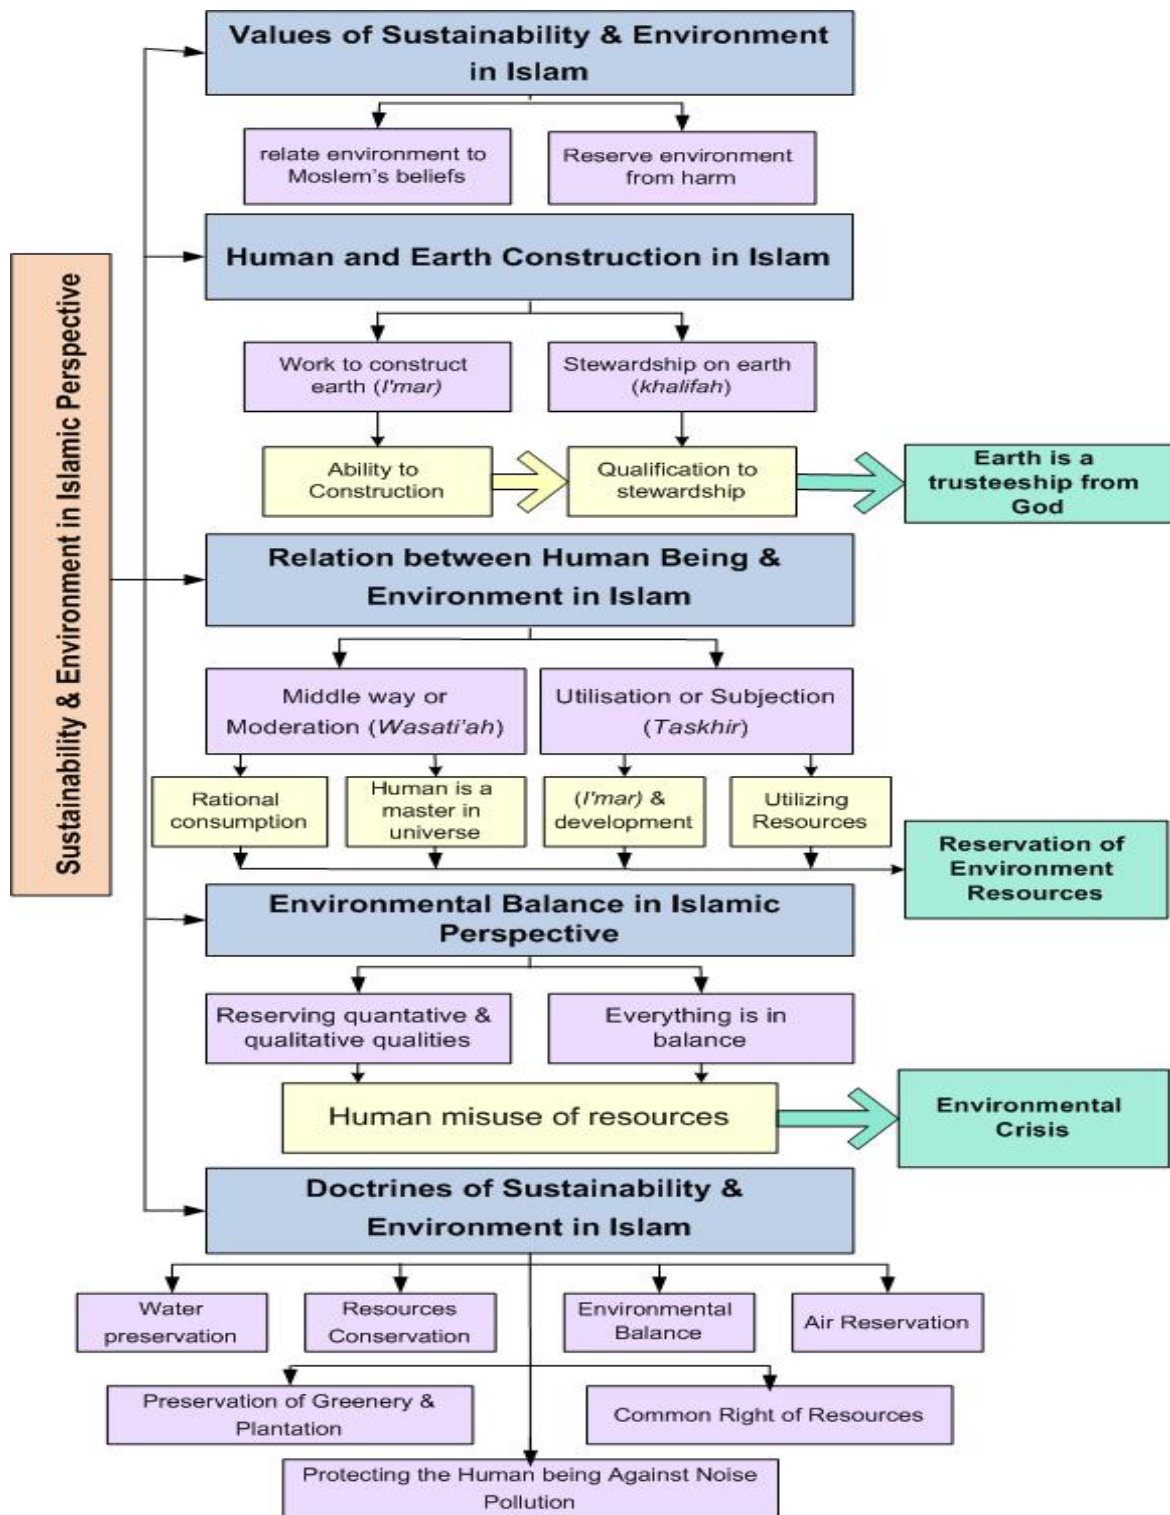 Sustainability & Environment in Islamic Perspective
Values of Sustainability & Environment
in Islam
relate environment to
Moslem's beliefs
Reserve environment
from harm
Human and Earth Construction in Islam
Work to construct
earth (I'mar)
Stewardship on earth
(khalifah)
Ability to
Construction
Qualification to
stewardship
Earth is a
trusteeship from
God
Relation between Human Being &
Environment in Islam
Middle way or
Moderation (Wasati'ah)
Utilisation or Subjection
(Taskhir)
Rational
consumption
Human is a
master in
universe
(I'mar) &
development
Utilizing
Resources
Reservation of
Environment
Resources
Environmental Balance in Islamic
Perspective
Reserving quantative &
qualitative qualities
Everything is in
balance
Human misuse of resources
Environmental
Crisis
Doctrines of Sustainability &
Environment in Islam
Water
preservation
Resources
Conservation
Environmental
Balance
Air Reservation
Preservation of Greenery &
Plantation
Common Right of Resources
Protecting the Human being Against Noise
Pollution